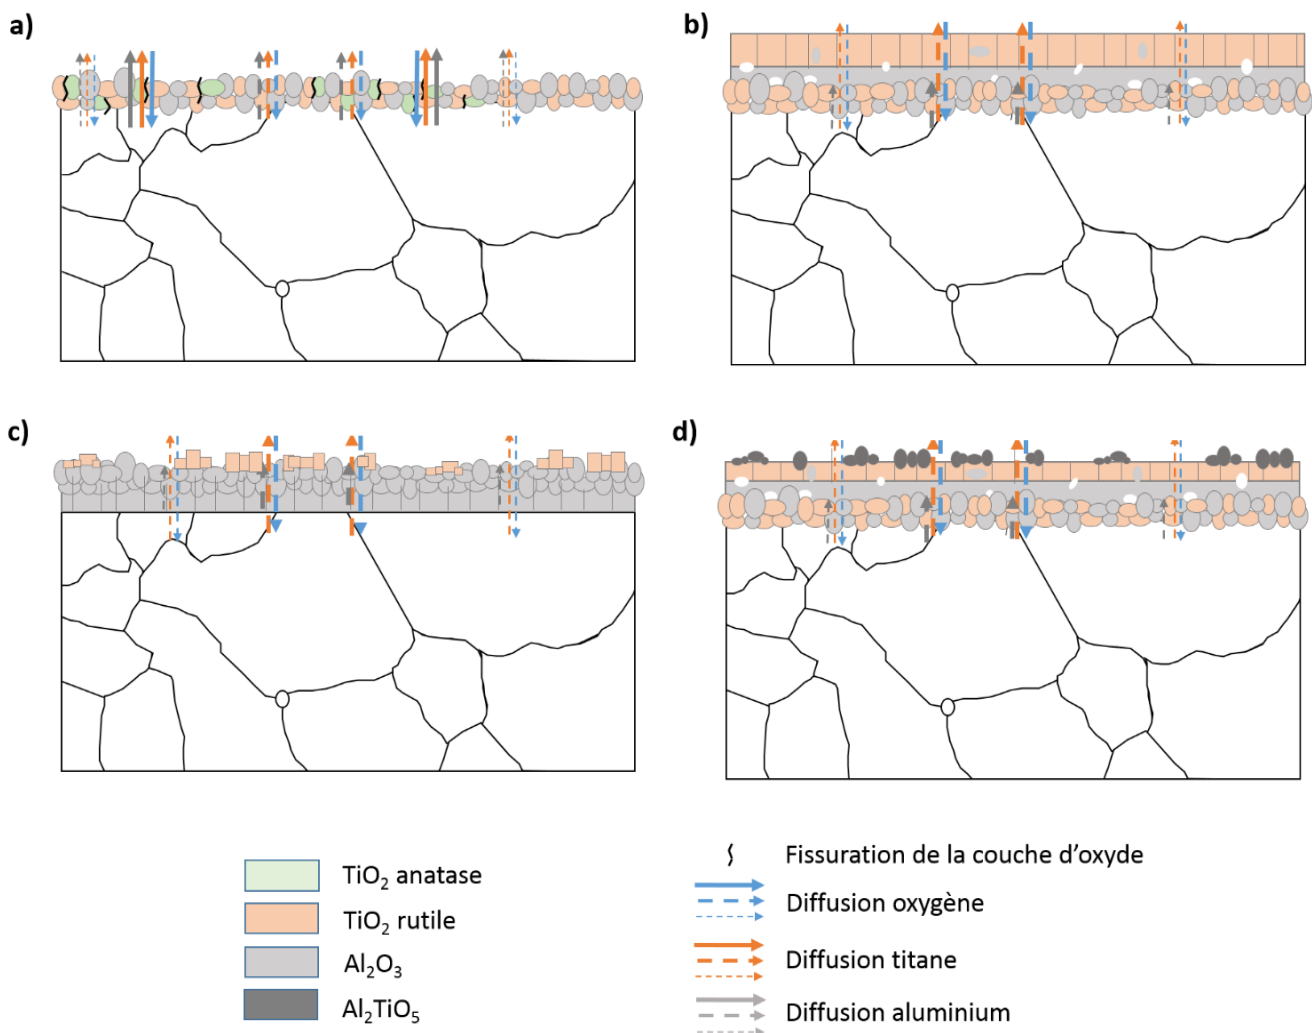 a)
b)
c)
d)
TiO₂ anatase
TiO₂ rutile
Al₂O₃
Al₂TiO₅
Fissuration de la couche d'oxyde
Diffusion oxygène
Diffusion titane
Diffusion aluminium